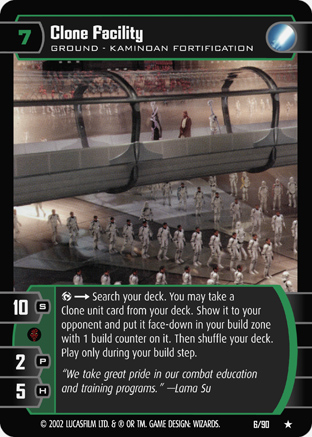 7 Clone Facility
GROUND - KAMINOAN FORTIFICATION
10 S
2 P
5 H
Search your deck. You may take a
Clone unit card from your deck. Show it to your
opponent and put it face-down in your build zone
with 1 build counter on it. Then shuffle your deck.
Play only during your build step.
“We take great pride in our combat education
and training programs.” —Lama Su
© 2002 LUCASFILM LTD. & ® OR TM. GAME DESIGN: WIZARDS. 6/90 ★